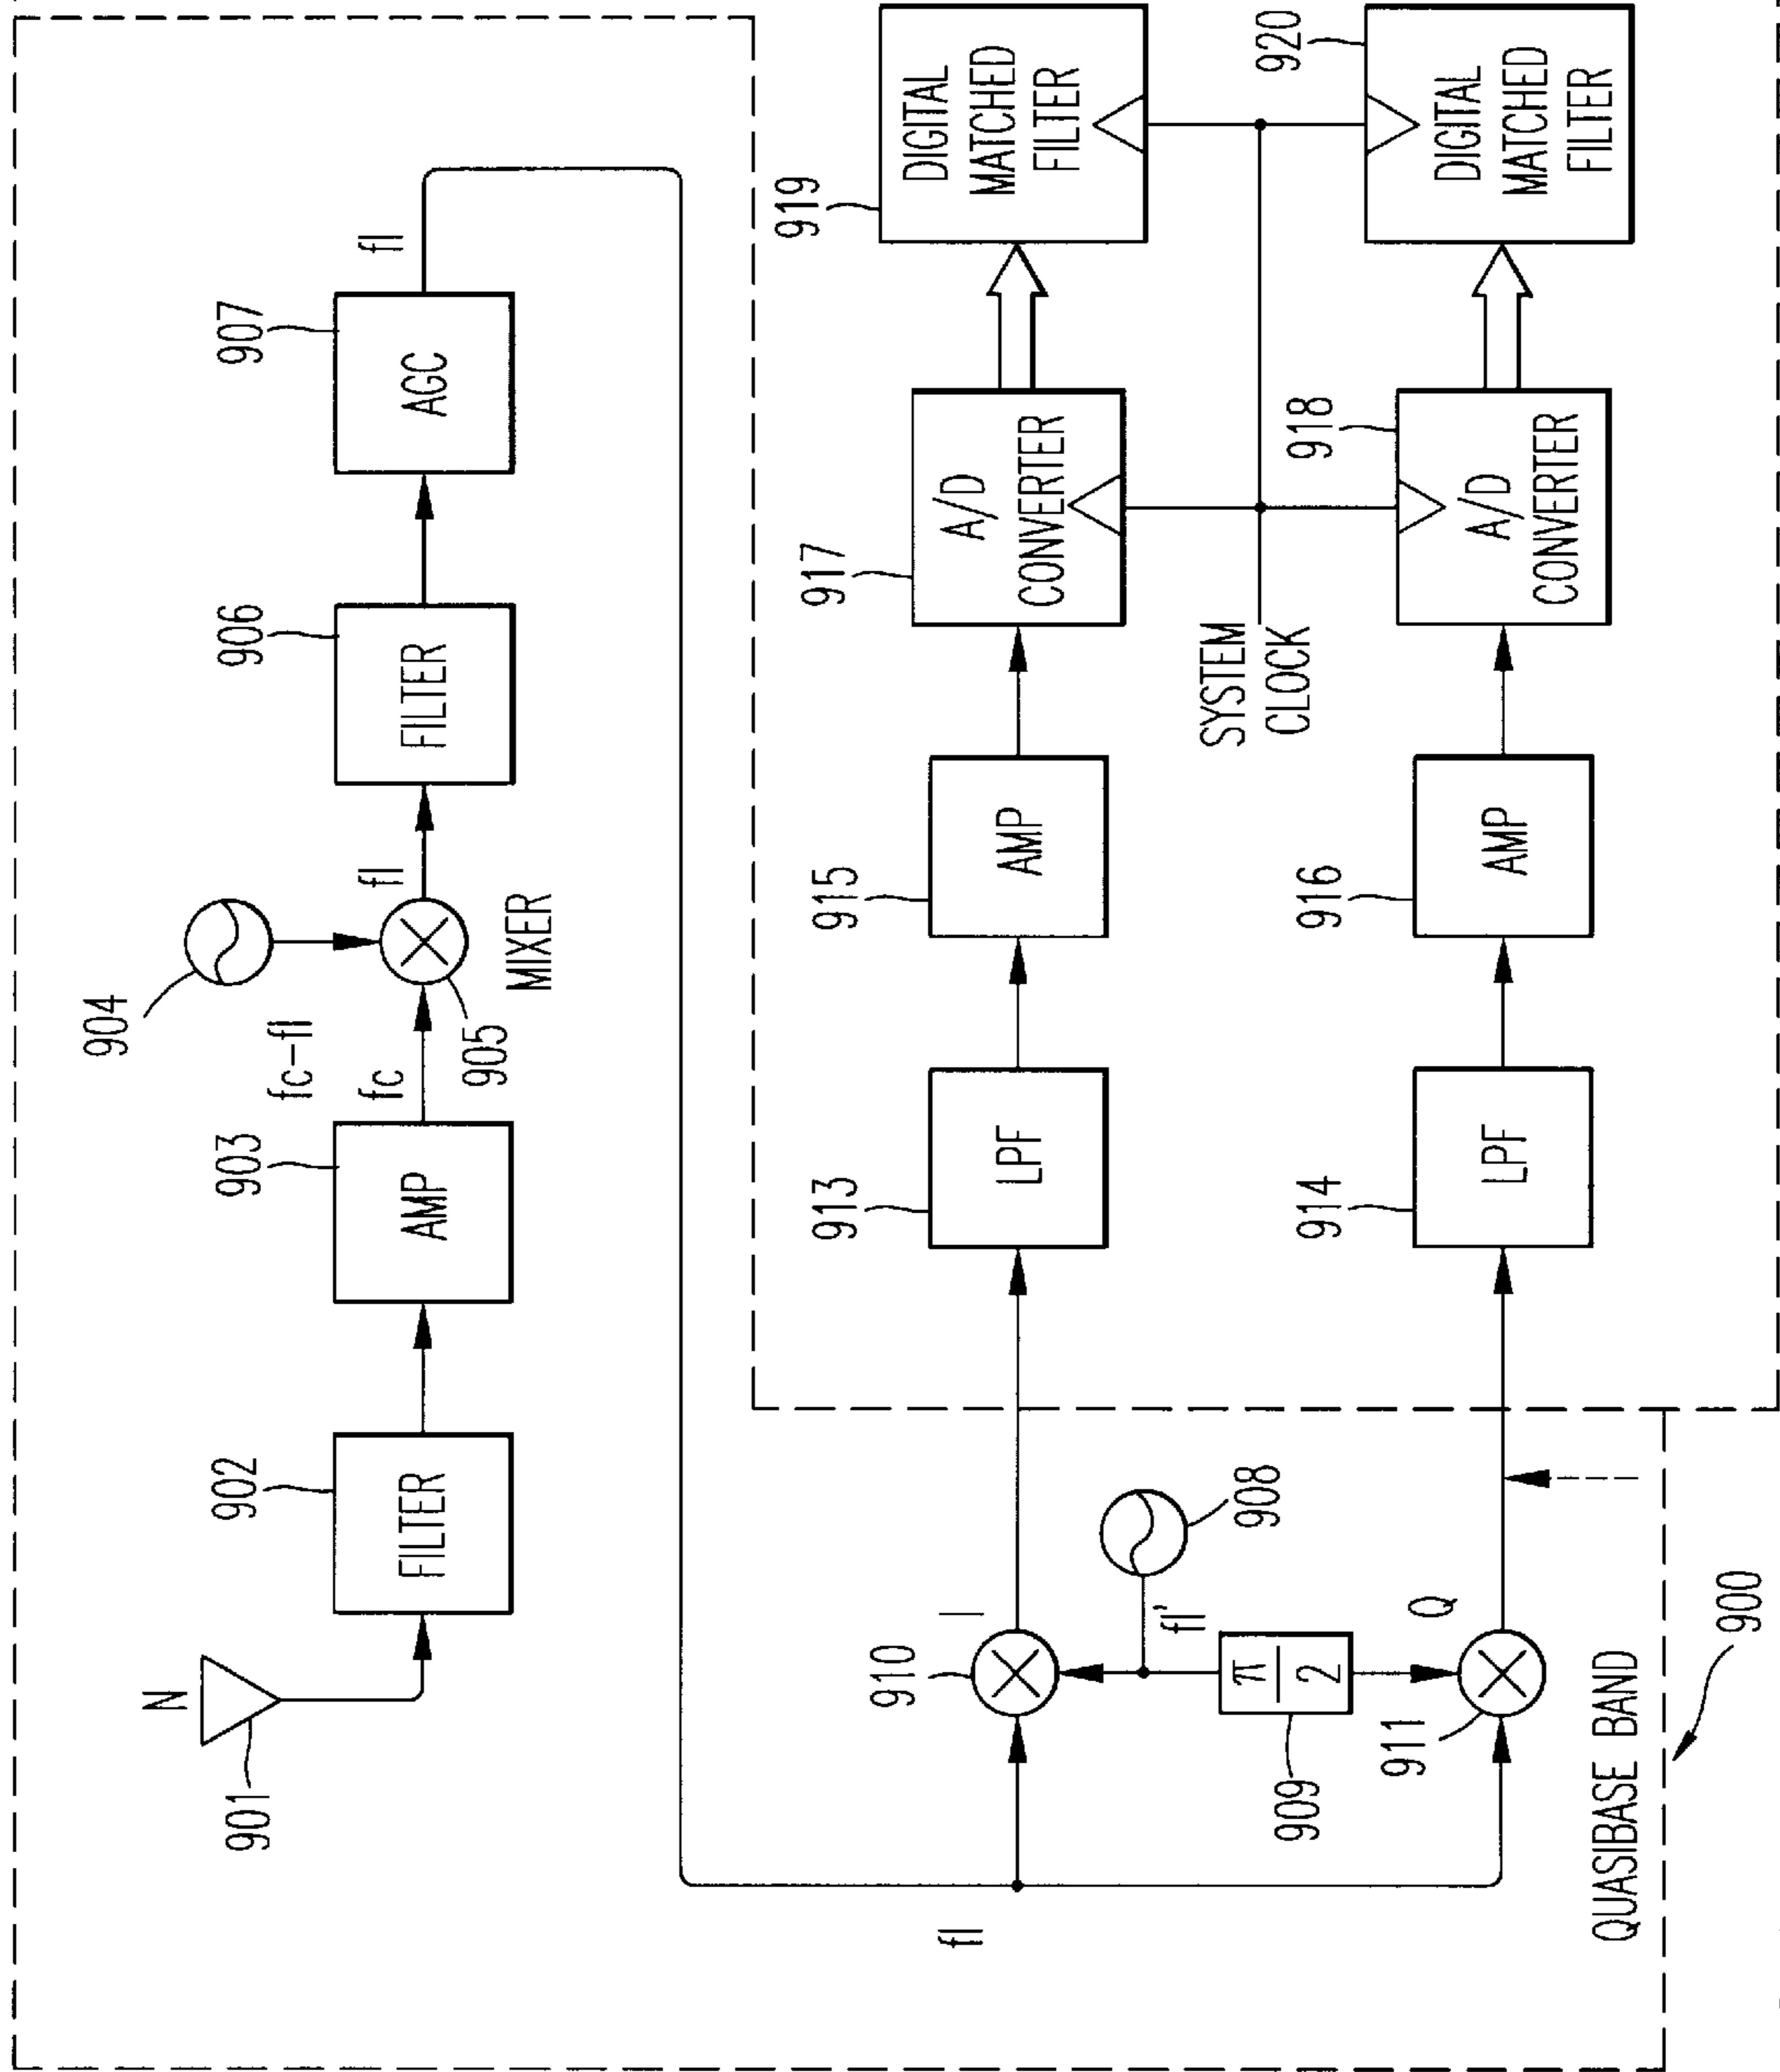 N
901
FILTER
902
AMP
903
fc-fI
fc
904
905
MIXER
fI
FILTER
906
AGC
907
fI
fI
910
I
908
fI'
π
2
909
911
Q
QUASIBASE BAND
900
LPF
913
AMP
915
A/D
CONVERTER
917
DIGITAL
MATCHED
FILTER
919
SYSTEM
CLOCK
LPF
914
AMP
916
A/D
CONVERTER
918
DIGITAL
MATCHED
FILTER
920